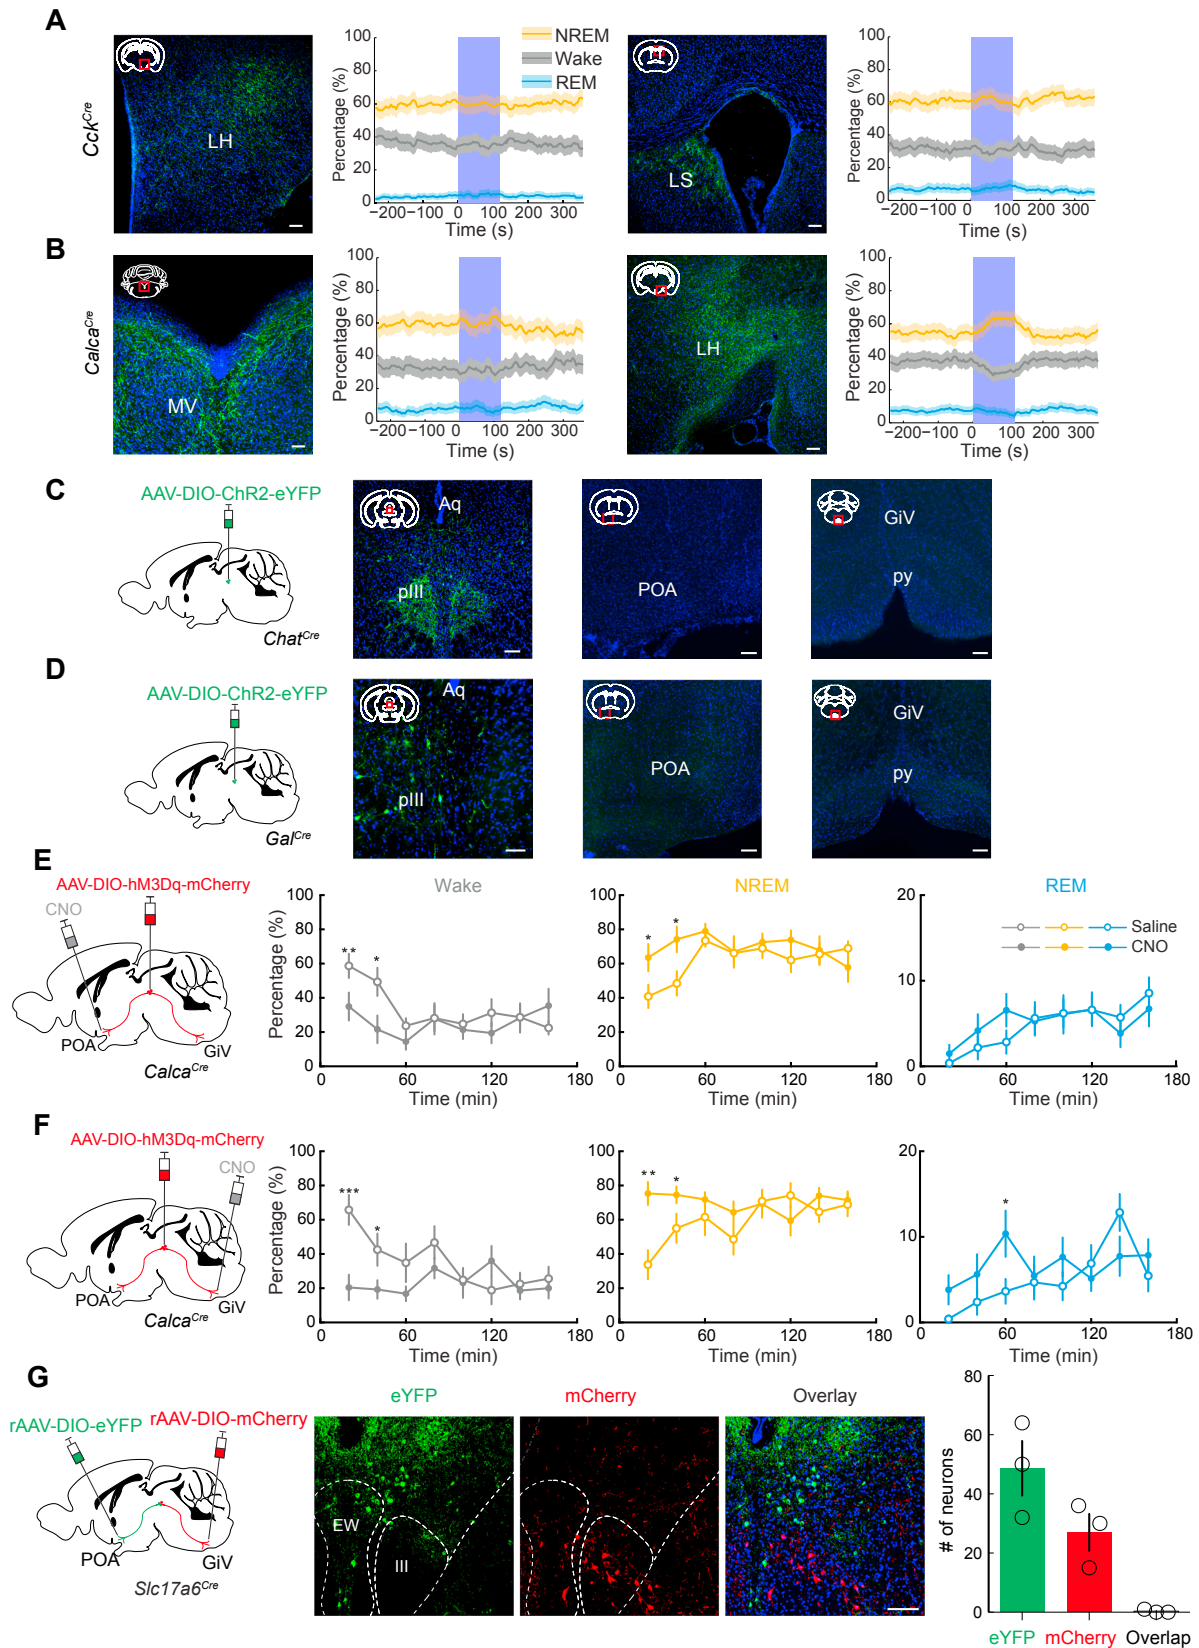 A
Cck^Cre
LH
Percentage (%)
100
80
60
40
20
0
−200
−100
0
100
200
300
Time (s)
NREM
Wake
REM
LS
Percentage (%)
100
80
60
40
20
0
−200
−100
0
100
200
300
Time (s)
B
Calca^Cre
MV
Percentage (%)
100
80
60
40
20
0
−200
−100
0
100
200
300
Time (s)
LH
Percentage (%)
100
80
60
40
20
0
−200
−100
0
100
200
300
Time (s)
C
AAV-DIO-ChR2-eYFP
Chat^Cre
Aq
pIII
POA
GiV
py
D
AAV-DIO-ChR2-eYFP
Gal^Cre
Aq
pIII
POA
GiV
py
E
AAV-DIO-hM3Dq-mCherry
CNO
POA
GiV
Calca^Cre
Wake
Percentage (%)
100
80
60
40
20
0
**
*
0
60
120
180
Time (min)
NREM
100
80
60
40
20
0
*
*
0
60
120
180
Time (min)
REM
20
10
0
Saline
CNO
0
60
120
180
Time (min)
F
AAV-DIO-hM3Dq-mCherry
CNO
POA
GiV
Calca^Cre
Percentage (%)
100
80
60
40
20
0
***
*
0
60
120
180
Time (min)
100
80
60
40
20
0
**
*
0
60
120
180
Time (min)
20
10
0
*
0
60
120
180
Time (min)
G
rAAV-DIO-eYFP
rAAV-DIO-mCherry
POA
GiV
Slc17a6^Cre
eYFP
EW
III
mCherry
Overlay
# of neurons
80
60
40
20
0
eYFP
mCherry
Overlap